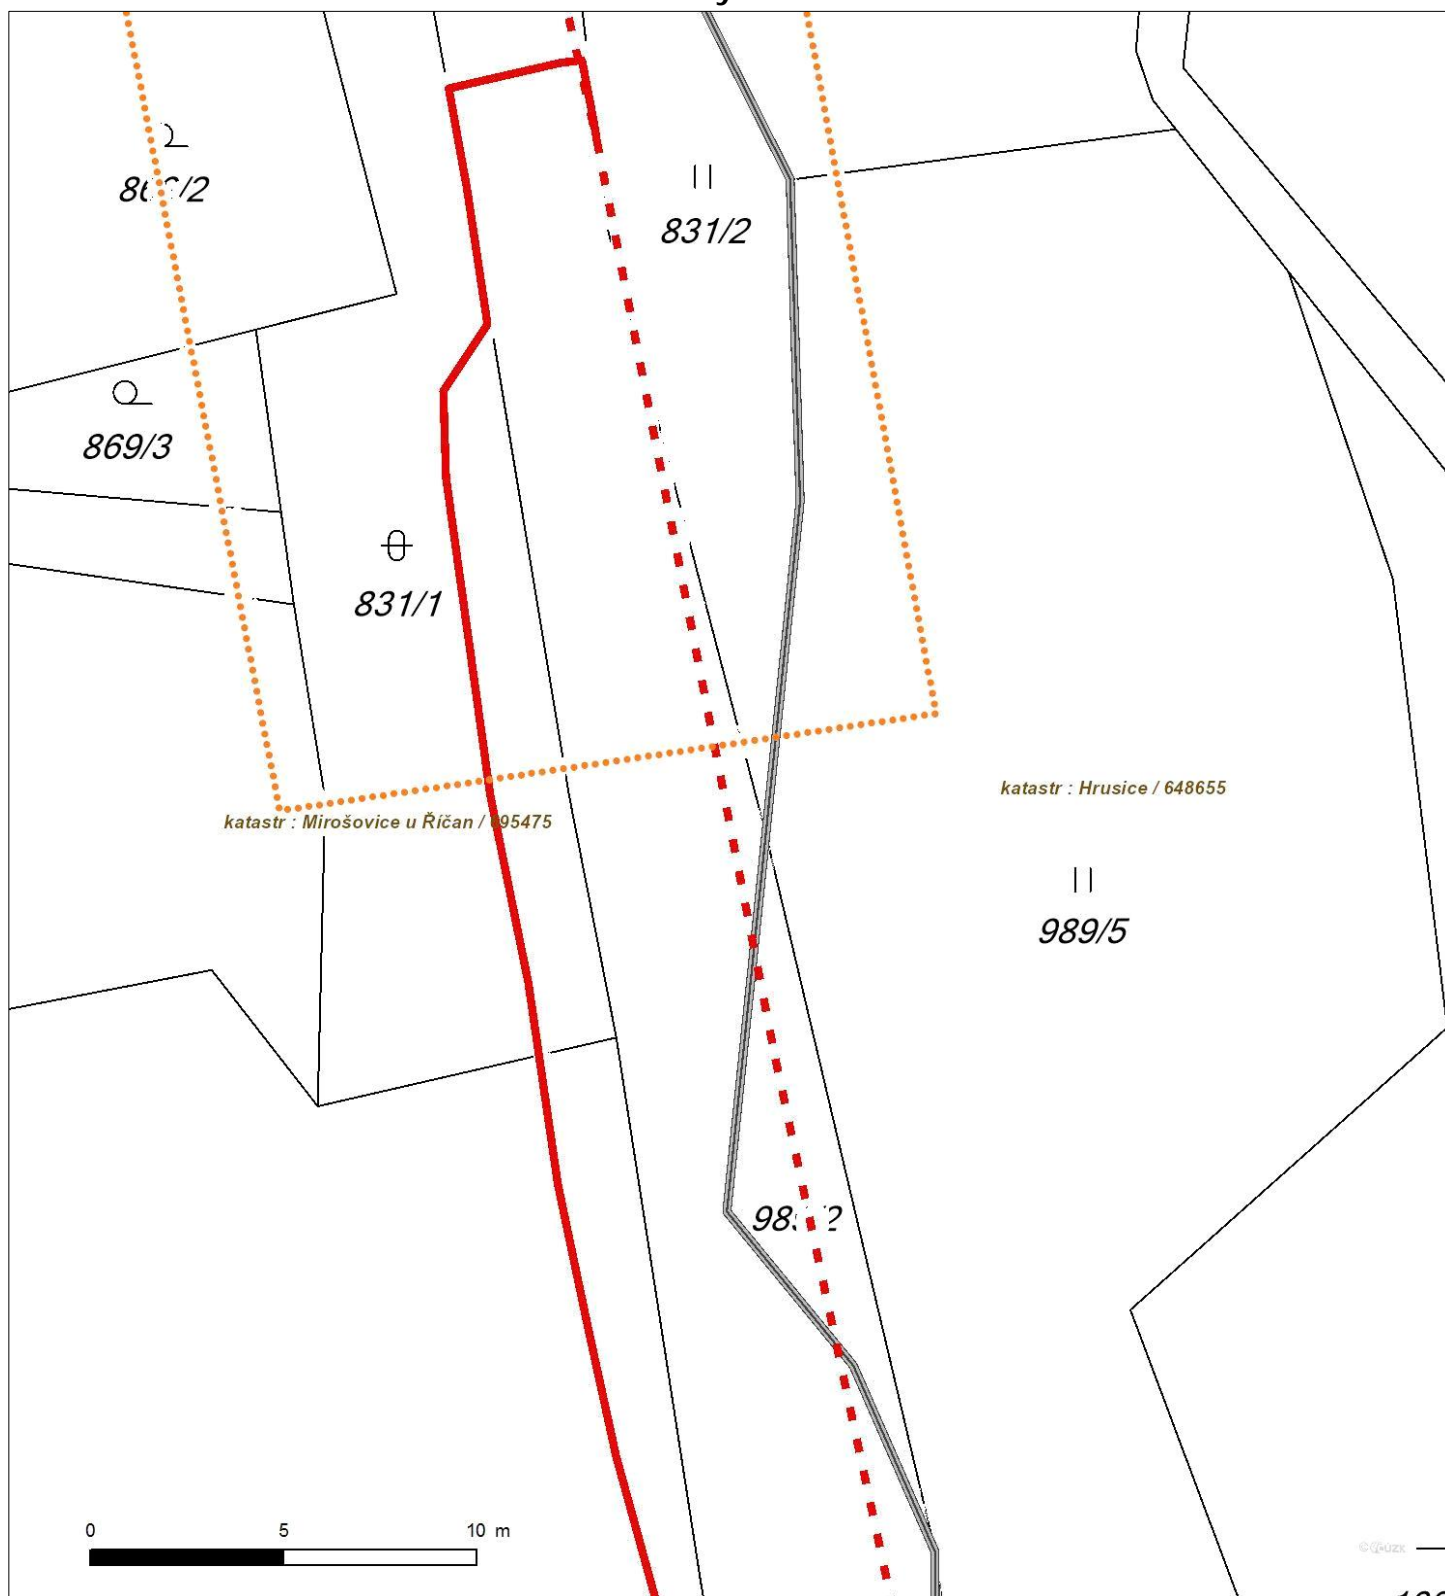 831/2
869/3
831/1
katastr : Hrusice / 648655
katastr : Mirošovice u Říčan / 695475
989/5
0 5 10 m